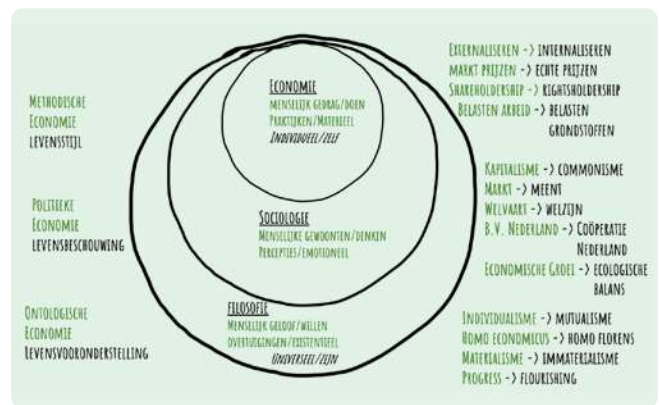 Methodische
Economie
levensstijl
Politieke
Economie
levensbeschouwing
Ontologische
Economie
levensvooronderstelling
Economie
menselijk gedrag/doen
Praktijken/Materieel
Individueel/zelf
Sociologie
Menselijke gewoonten/denken
Percepties/emotioneel
Filosofie
Menselijk geloof/willen
overtuigingen/existentieel
Universeel/zijn
Externaliseren -> internaliseren
markt prijzen -> echte prijzen
Shareholdership -> rightsholdership
Belasten arbeid -> belasten
grondstoffen
Kapitalisme -> commonisme
Markt -> meent
Welvaart -> welzijn
B.V. Nederland -> Coöperatie
Nederland
Economische Groei -> ecologische
balans
Individualisme -> mutualisme
Homo economicus -> homo florens
Materialisme -> immaterialisme
Progress -> flourishing